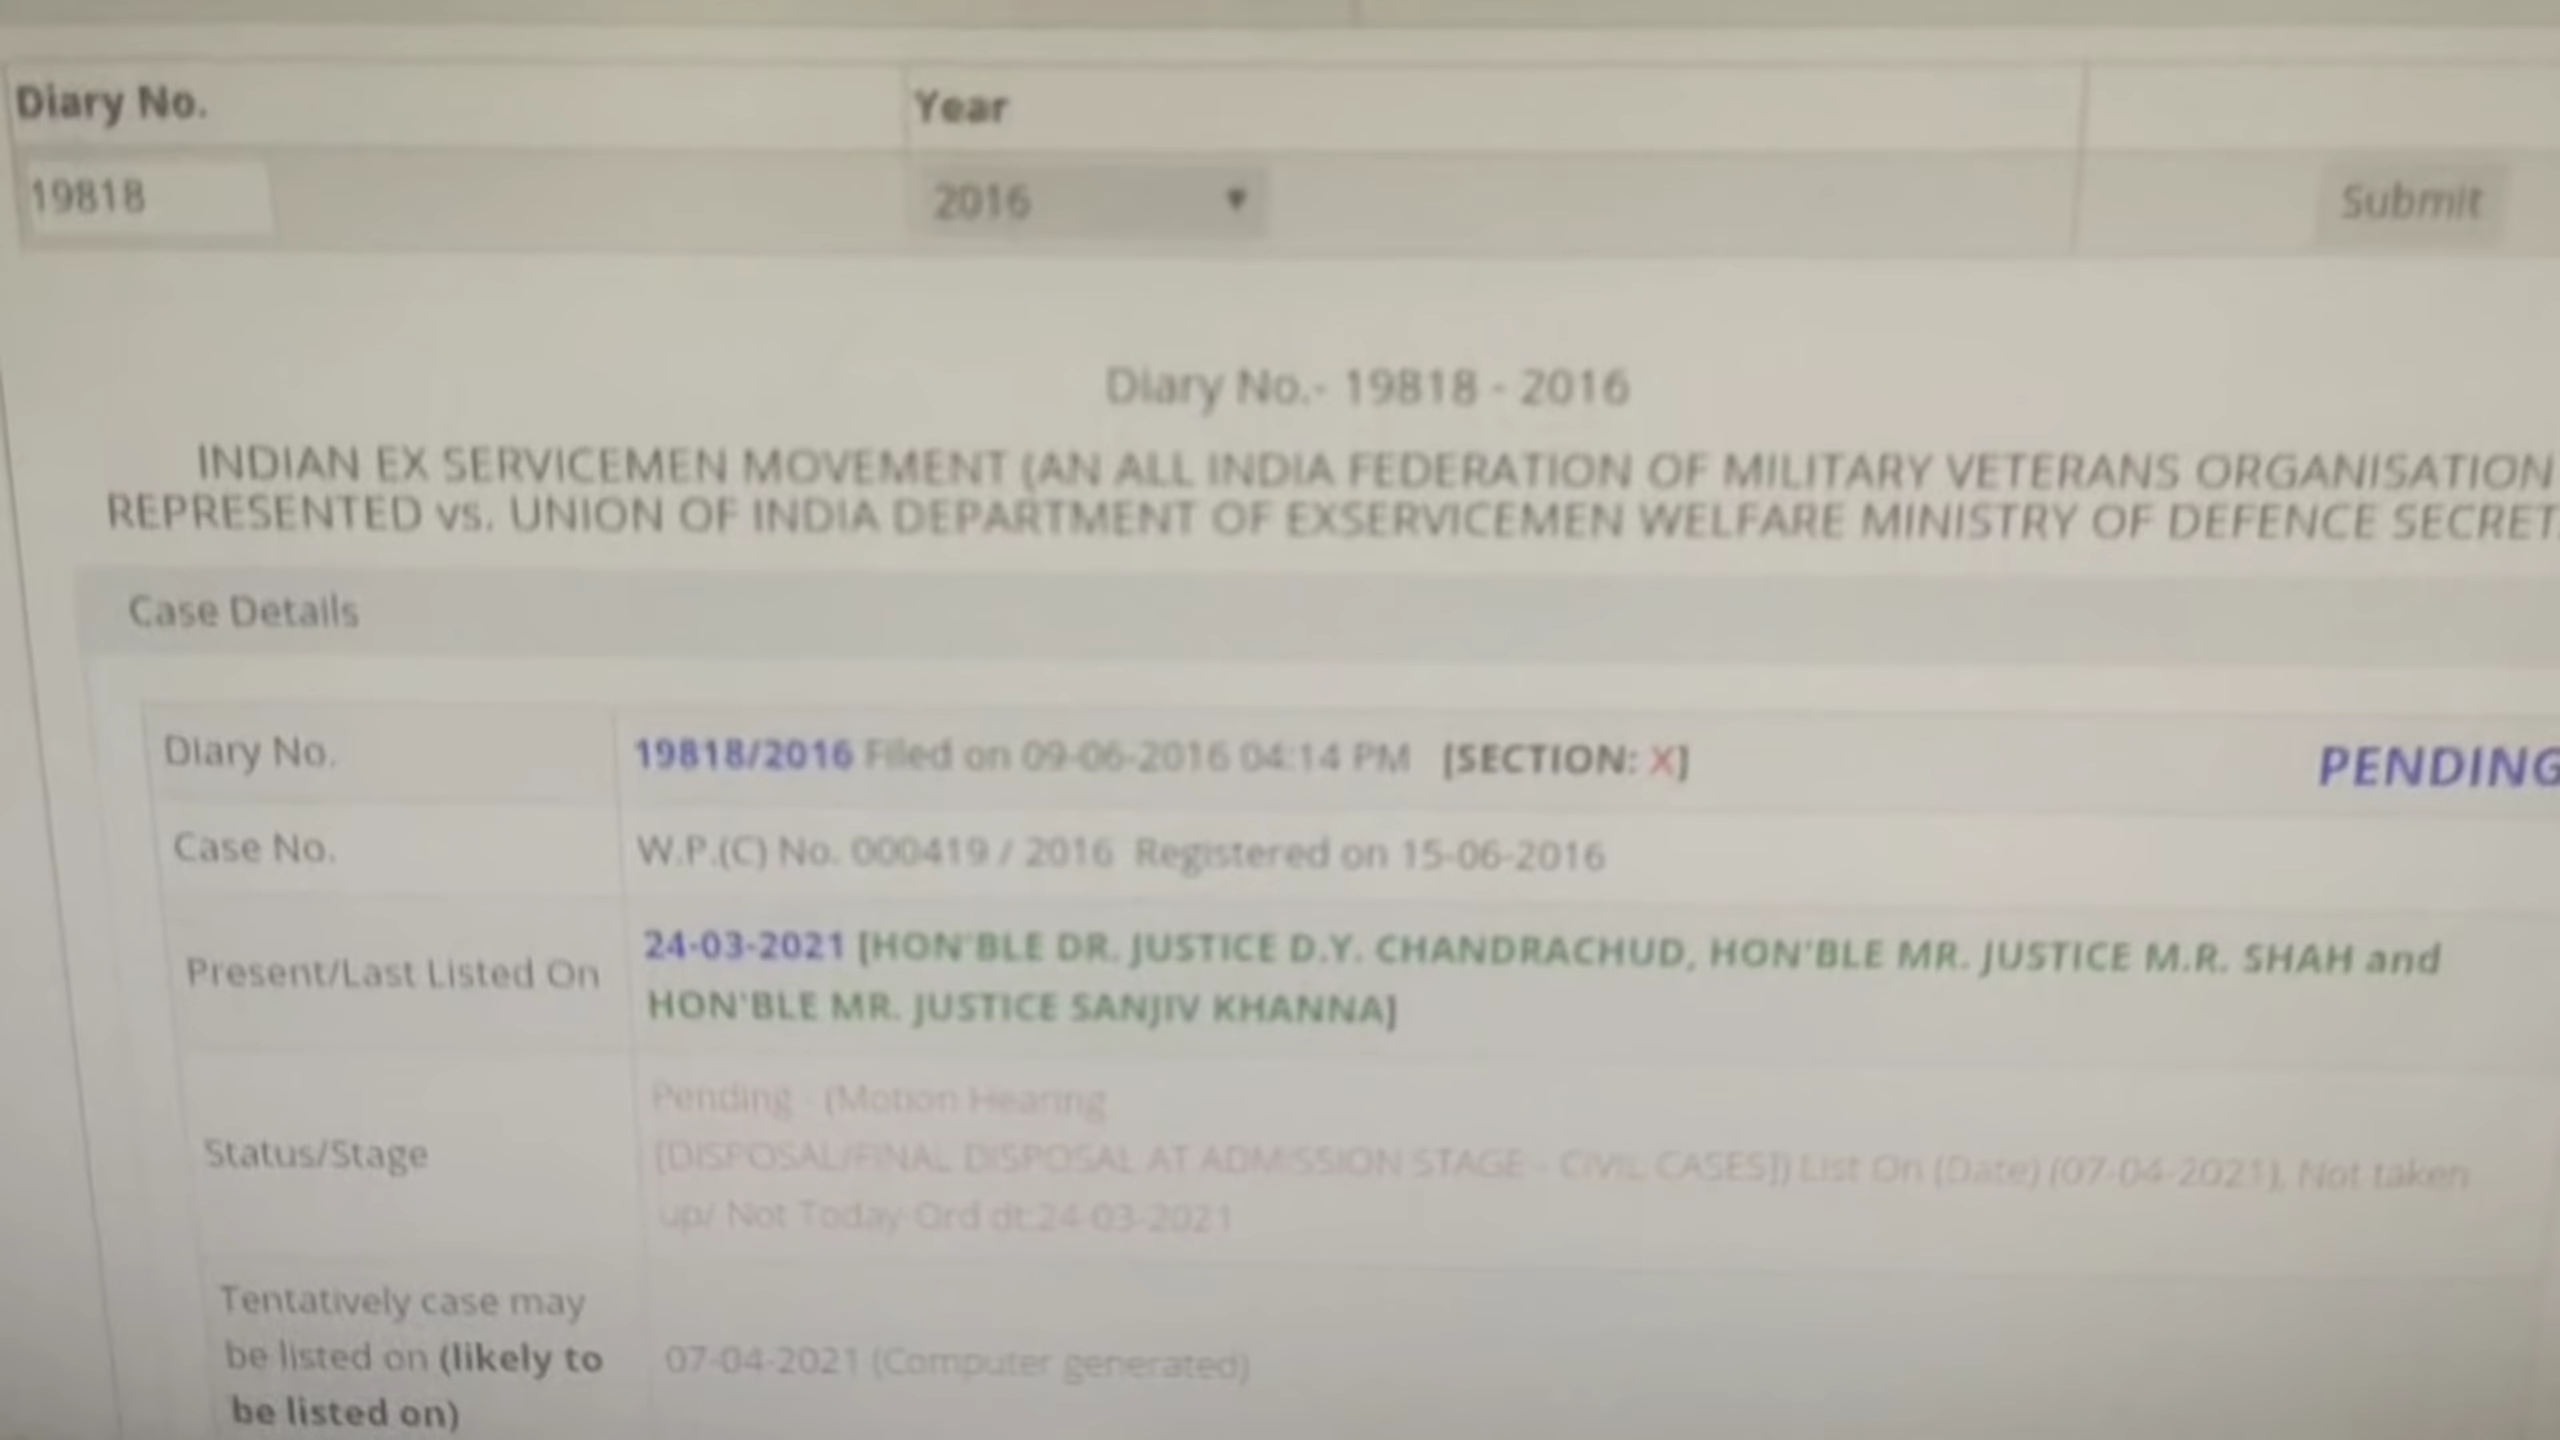 Diary No. Year
19818 2016 Submit
Diary No.- 19818 - 2016
INDIAN EX SERVICEMEN MOVEMENT (AN ALL INDIA FEDERATION OF MILITARY VETERANS ORGANISATION
REPRESENTED vs. UNION OF INDIA DEPARTMENT OF EXSERVICEMEN WELFARE MINISTRY OF DEFENCE
Case Details
Diary No. 19818/2016 Filed on 09-06-2016 04:14 PM [SECTION: X] PENDING
Case No. W.P.(C) No. 000419 / 2016 Registered on 15-06-2016
Present/Last Listed On 24-03-2021 [HON'BLE DR. JUSTICE D.Y. CHANDRACHUD, HON'BLE MR. JUSTICE M.R. SHAH and
HON'BLE MR. JUSTICE SANJIV KHANNA]
Status/Stage Pending - (Motion Hearing
[DISPOSAL/FINAL DISPOSAL AT ADMISSION STAGE - CIVIL CASES]) List On (Date) (07-04-2021), Not taken
up/ Not Today Ord dt:24-03-2021
Tentatively case may
be listed on (likely to
be listed on) 07-04-2021 (Computer generated)